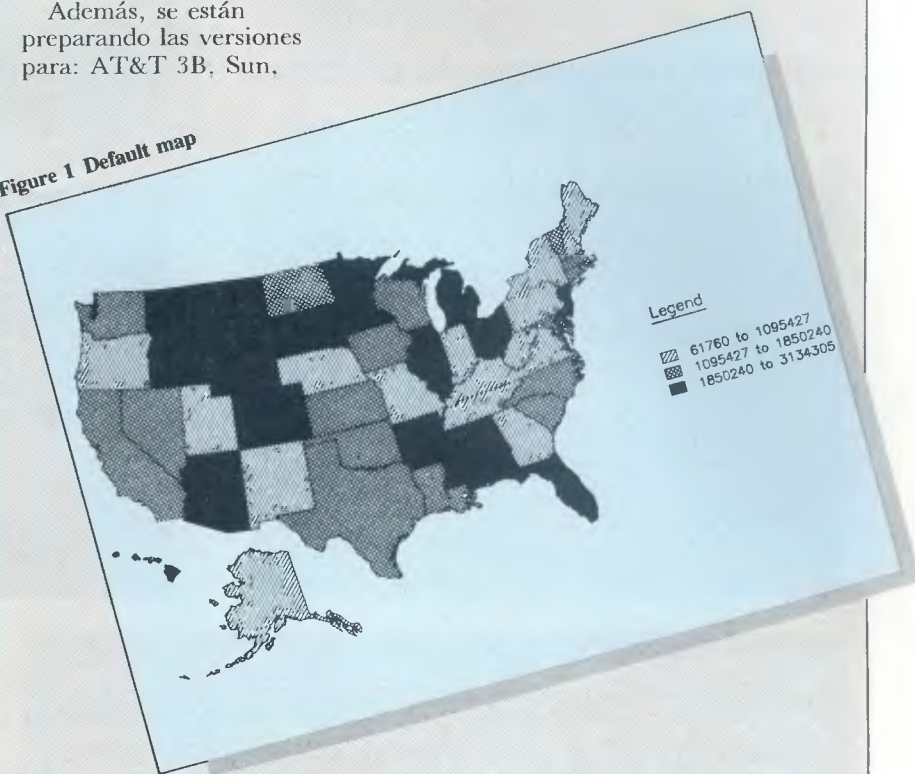 Además, se están
preparando las versiones
para: AT&T 3B, Sun,
Figure 1 Default map
Legend
61760 to 1095427
1095427 to 1850240
1850240 to 3134305